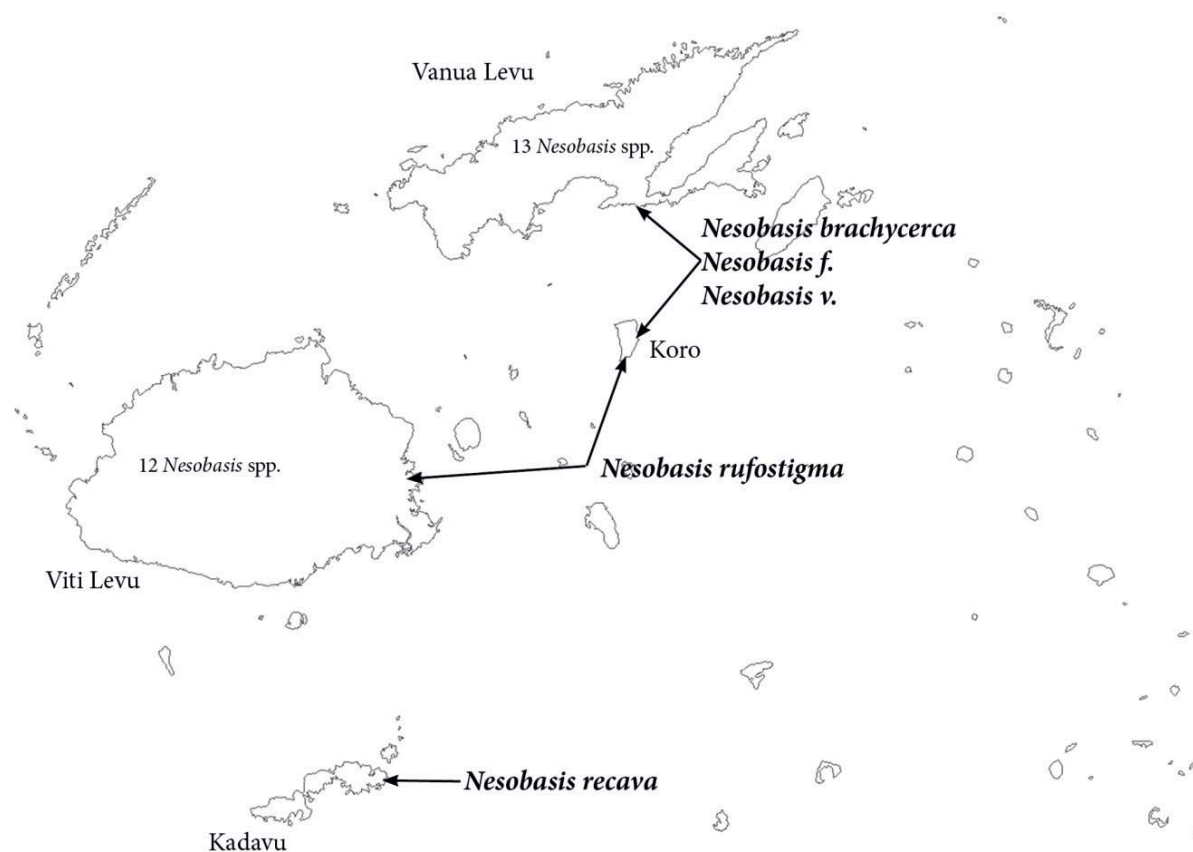 Vanua Levu
13 Nesobasis spp.
Nesobasis brachycerca
Nesobasis f.
Nesobasis v.
Koro
12 Nesobasis spp.
Nesobasis rufostigma
Viti Levu
Nesobasis recava
Kadavu